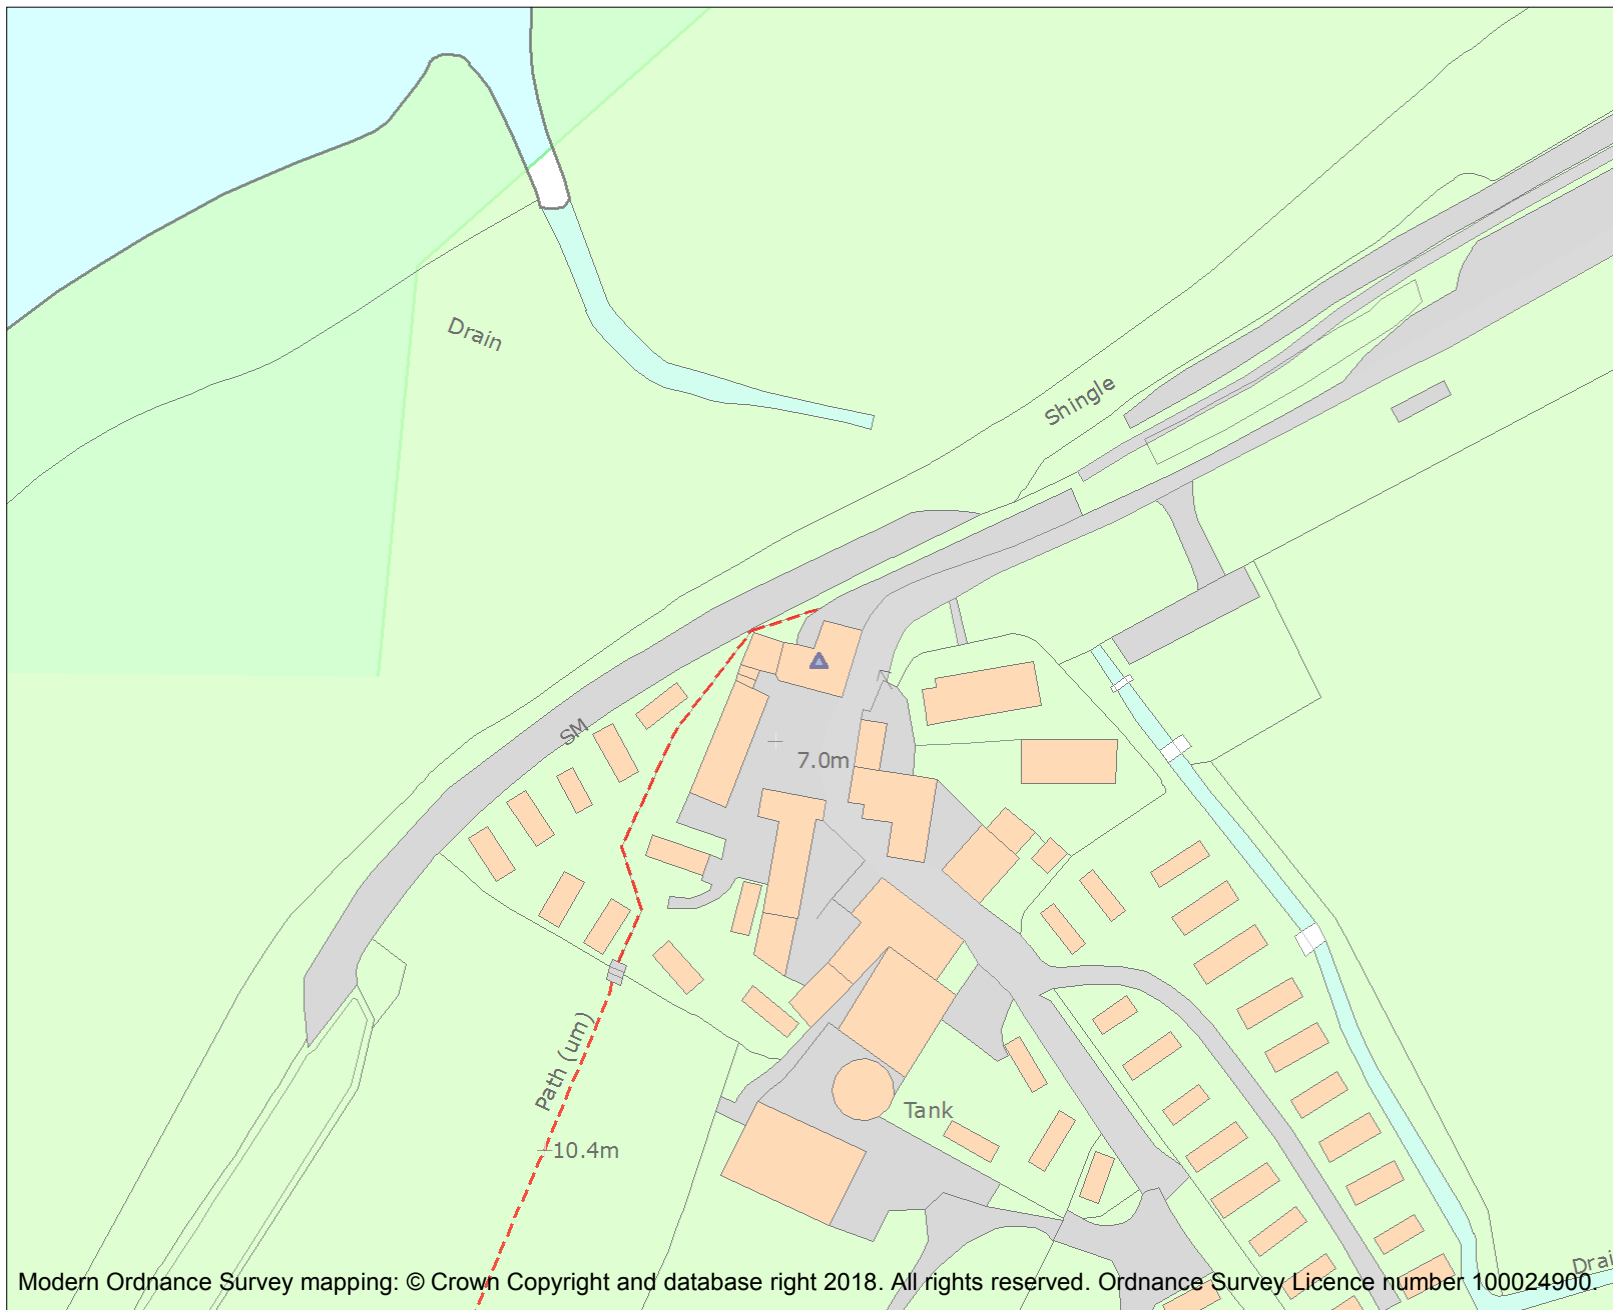 Drain
Shingle
SM
7.0m
Path (um)
Tank
10.4m
Modern Ordnance Survey mapping: © Crown Copyright and database right 2018. All rights reserved. Ordnance Survey Licence number 100024900.
Drai